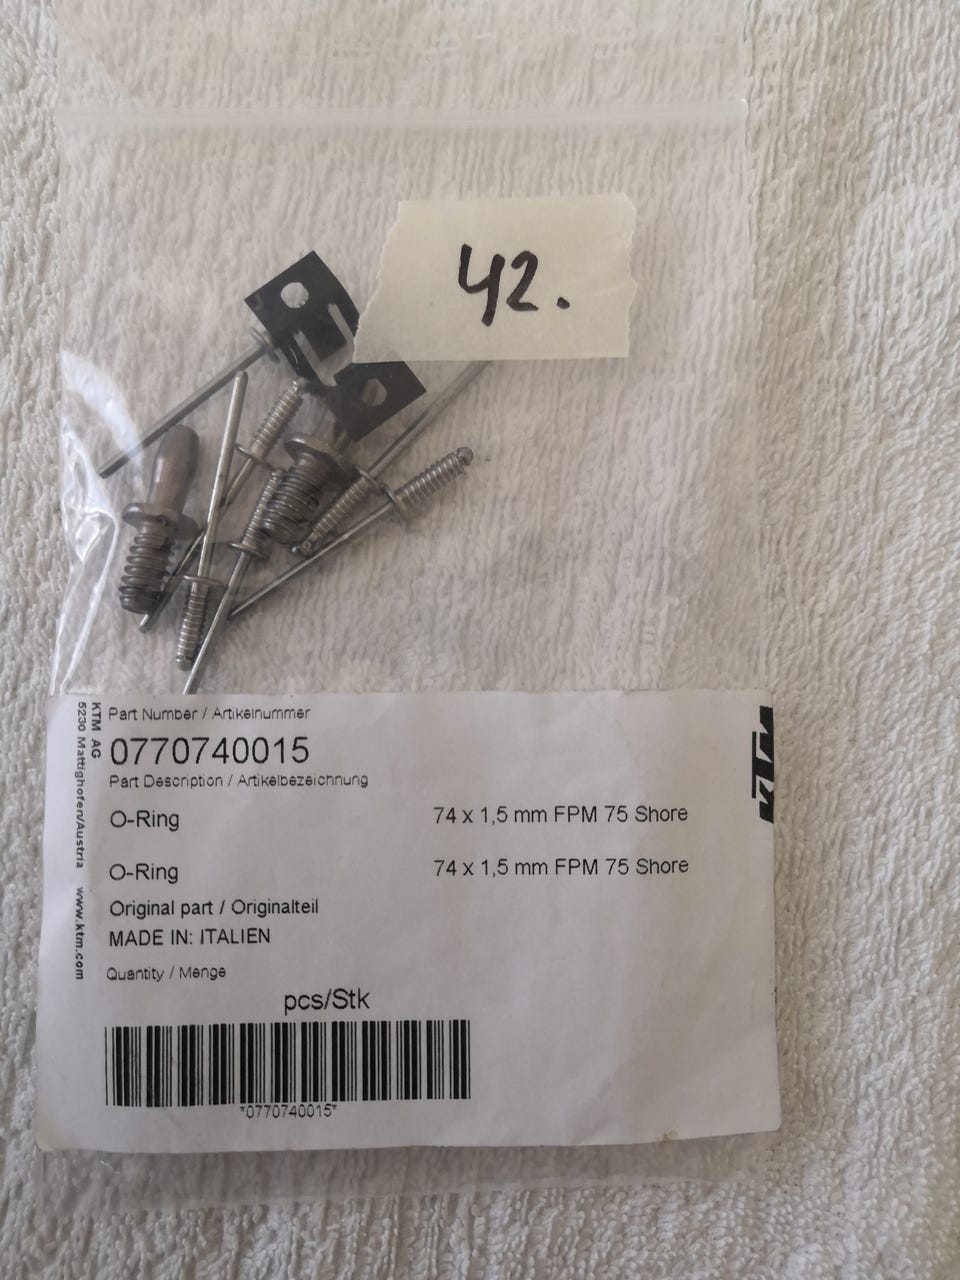 42.
KTM AG
5230 Mattighofen/Austria www.ktm.com
Part Number / Artikelnummer
0770740015
Part Description / Artikelbezeichnung
O-Ring 74 x 1,5 mm FPM 75 Shore
O-Ring 74 x 1,5 mm FPM 75 Shore
Original part / Originalteil
MADE IN: ITALIEN
Quantity / Menge
pcs/Stk
*0770740015*
KTM